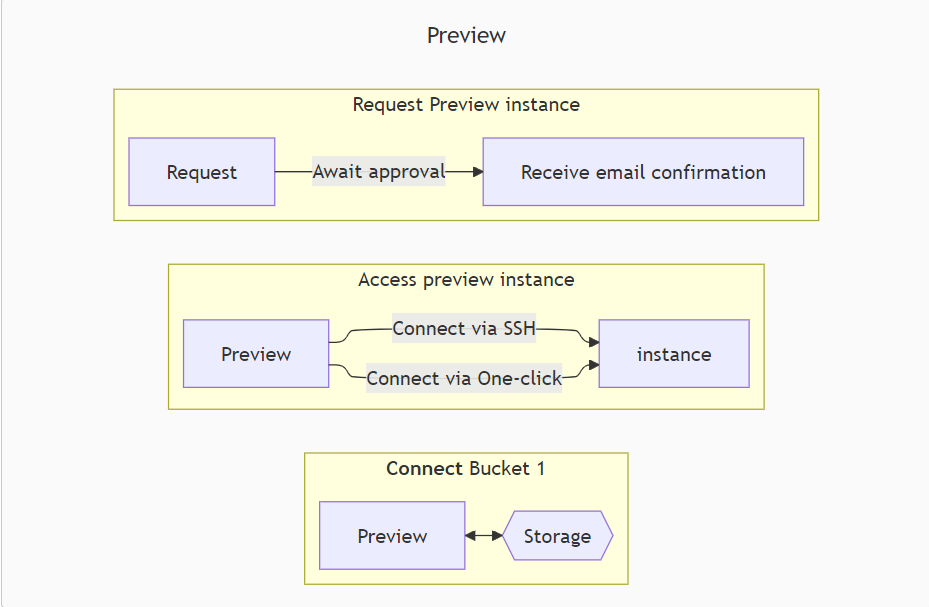 Preview
Request Preview instance
Request
Await approval
Receive email confirmation
Access preview instance
Preview
Connect via SSH
Connect via One-click
instance
Connect Bucket 1
Preview
Storage